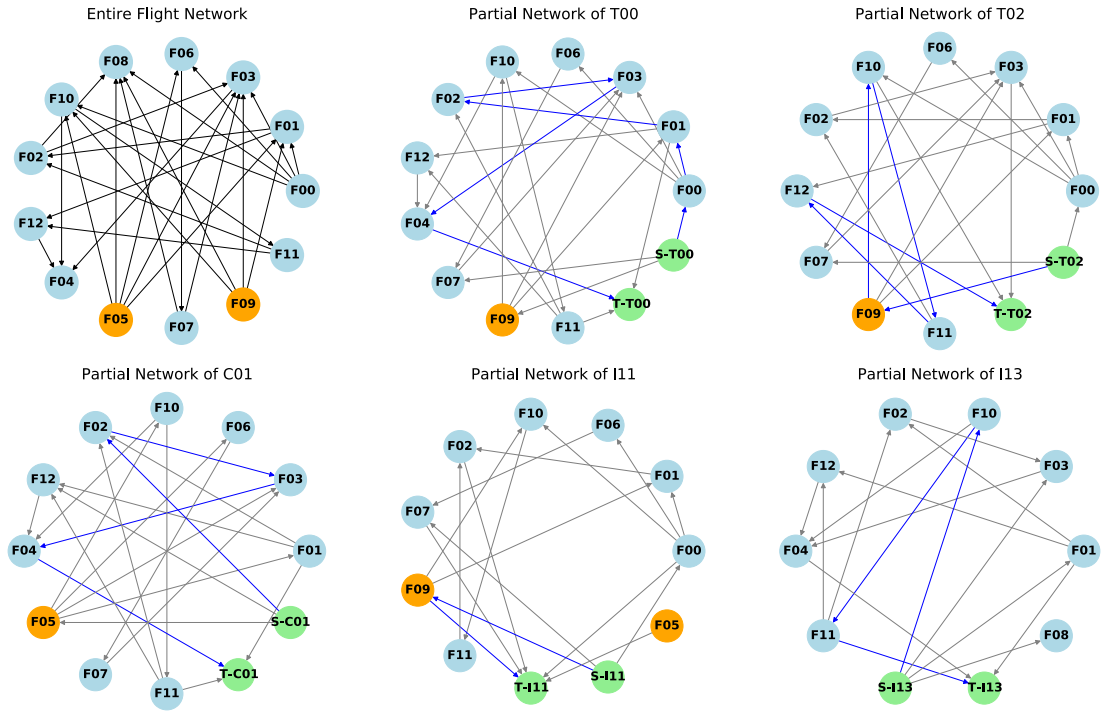 Entire Flight Network
F06
F08
F03
F10
F01
F02
F00
F12
F11
F04
F09
F05
F07
Partial Network of T00
F06
F10
F03
F02
F01
F12
F00
F04
S-T00
F07
T-T00
F09
F11
Partial Network of T02
F06
F10
F03
F02
F01
F12
F00
F07
S-T02
F09
T-T02
F11
Partial Network of C01
F10
F02
F06
F12
F03
F04
F01
F05
S-C01
F07
T-C01
F11
Partial Network of I11
F10
F06
F02
F01
F07
F00
F09
F05
F11
S-I11
T-I11
Partial Network of I13
F02
F10
F12
F03
F04
F01
F11
F08
S-I13
T-I13